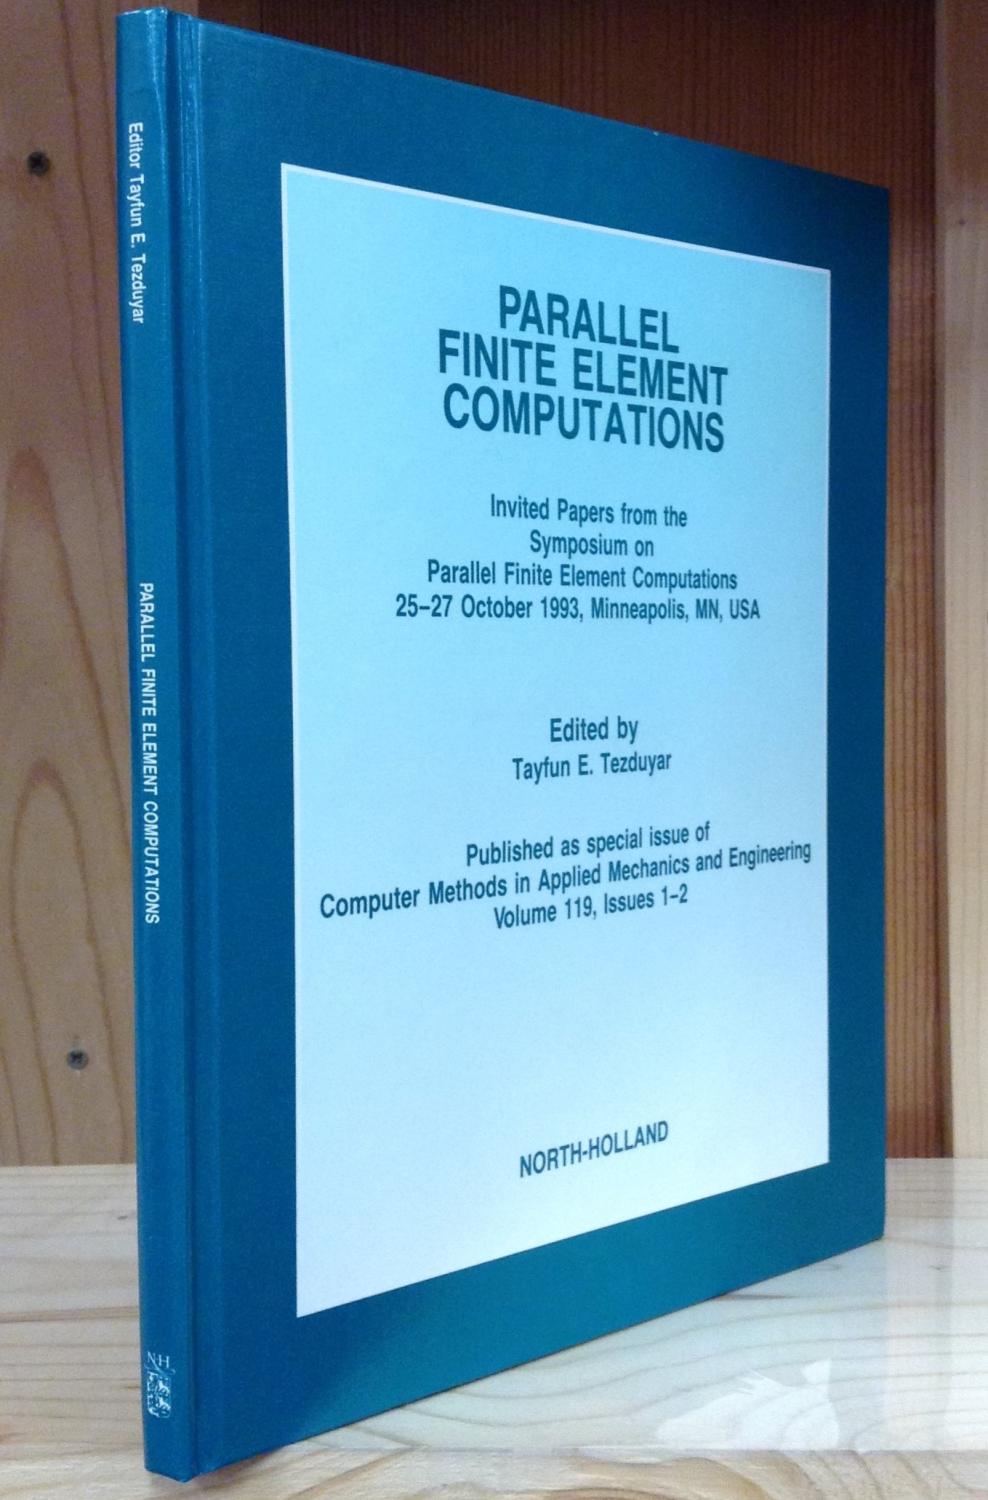 Editor Tayfun E. Tezduyar
PARALLEL FINITE ELEMENT COMPUTATIONS
N-H
PARALLEL
FINITE ELEMENT
COMPUTATIONS
Invited Papers from the
Symposium on
Parallel Finite Element Computations
25–27 October 1993, Minneapolis, MN, USA
Edited by
Tayfun E. Tezduyar
Published as special issue of
Computer Methods in Applied Mechanics and Engineering
Volume 119, Issues 1–2
NORTH-HOLLAND